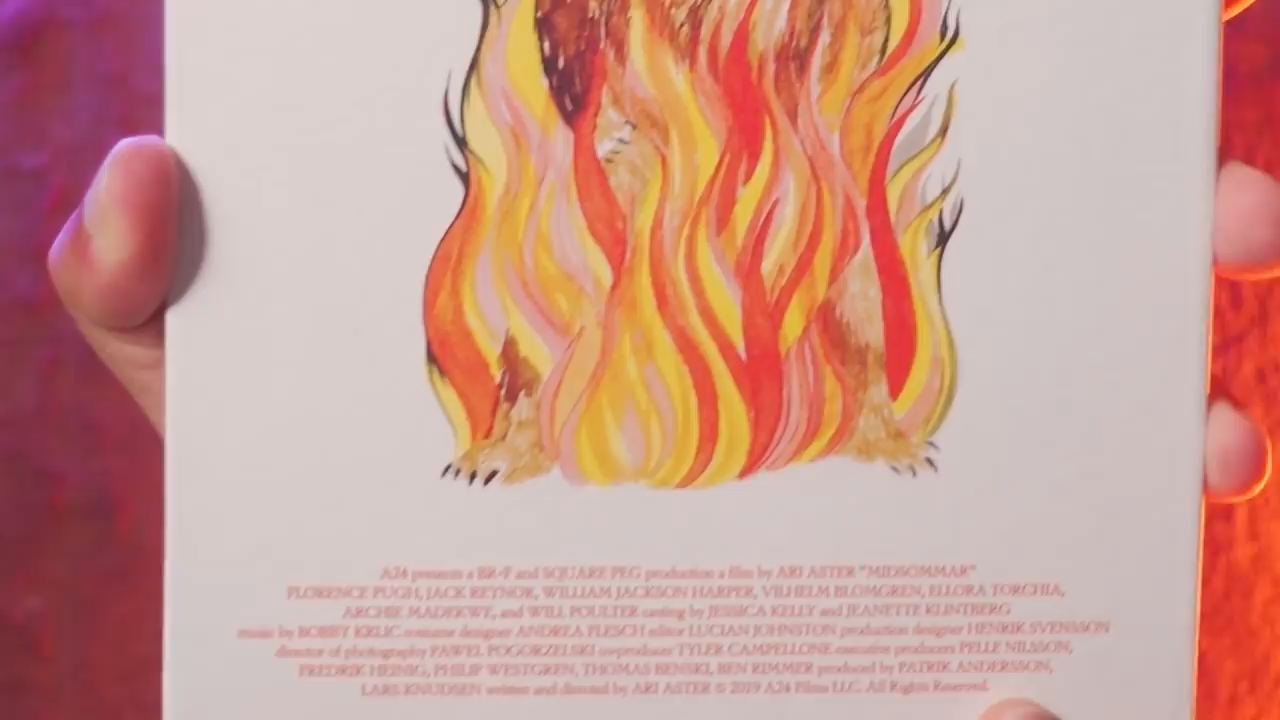 A24 presents a BR•F and SQUARE PEG production a film by ARI ASTER "MIDSOMMAR"
FLORENCE PUGH, JACK REYNOR, WILLIAM JACKSON HARPER, VILHELM BLOMGREN, ELLORA TORCHIA,
ARCHIE MADEKWE, and WILL POULTER casting by JESSICA KELLY and JEANETTE KLINTBERG
music by BOBBY KRLIC costume designer ANDREA FLESCH editor LUCIAN JOHNSTON production designer HENRIK SVENSSON
director of photography PAWEL POGORZELSKI co-producer TYLER CAMPELLONE executive producers PELLE NILSSON,
FREDRIK HEINIG, PHILIP WESTGREN, THOMAS BENSKI, BEN RIMMER produced by PATRIK ANDERSSON,
LARS KNUDSEN written and directed by ARI ASTER © 2019 A24 Films LLC. All Rights Reserved.